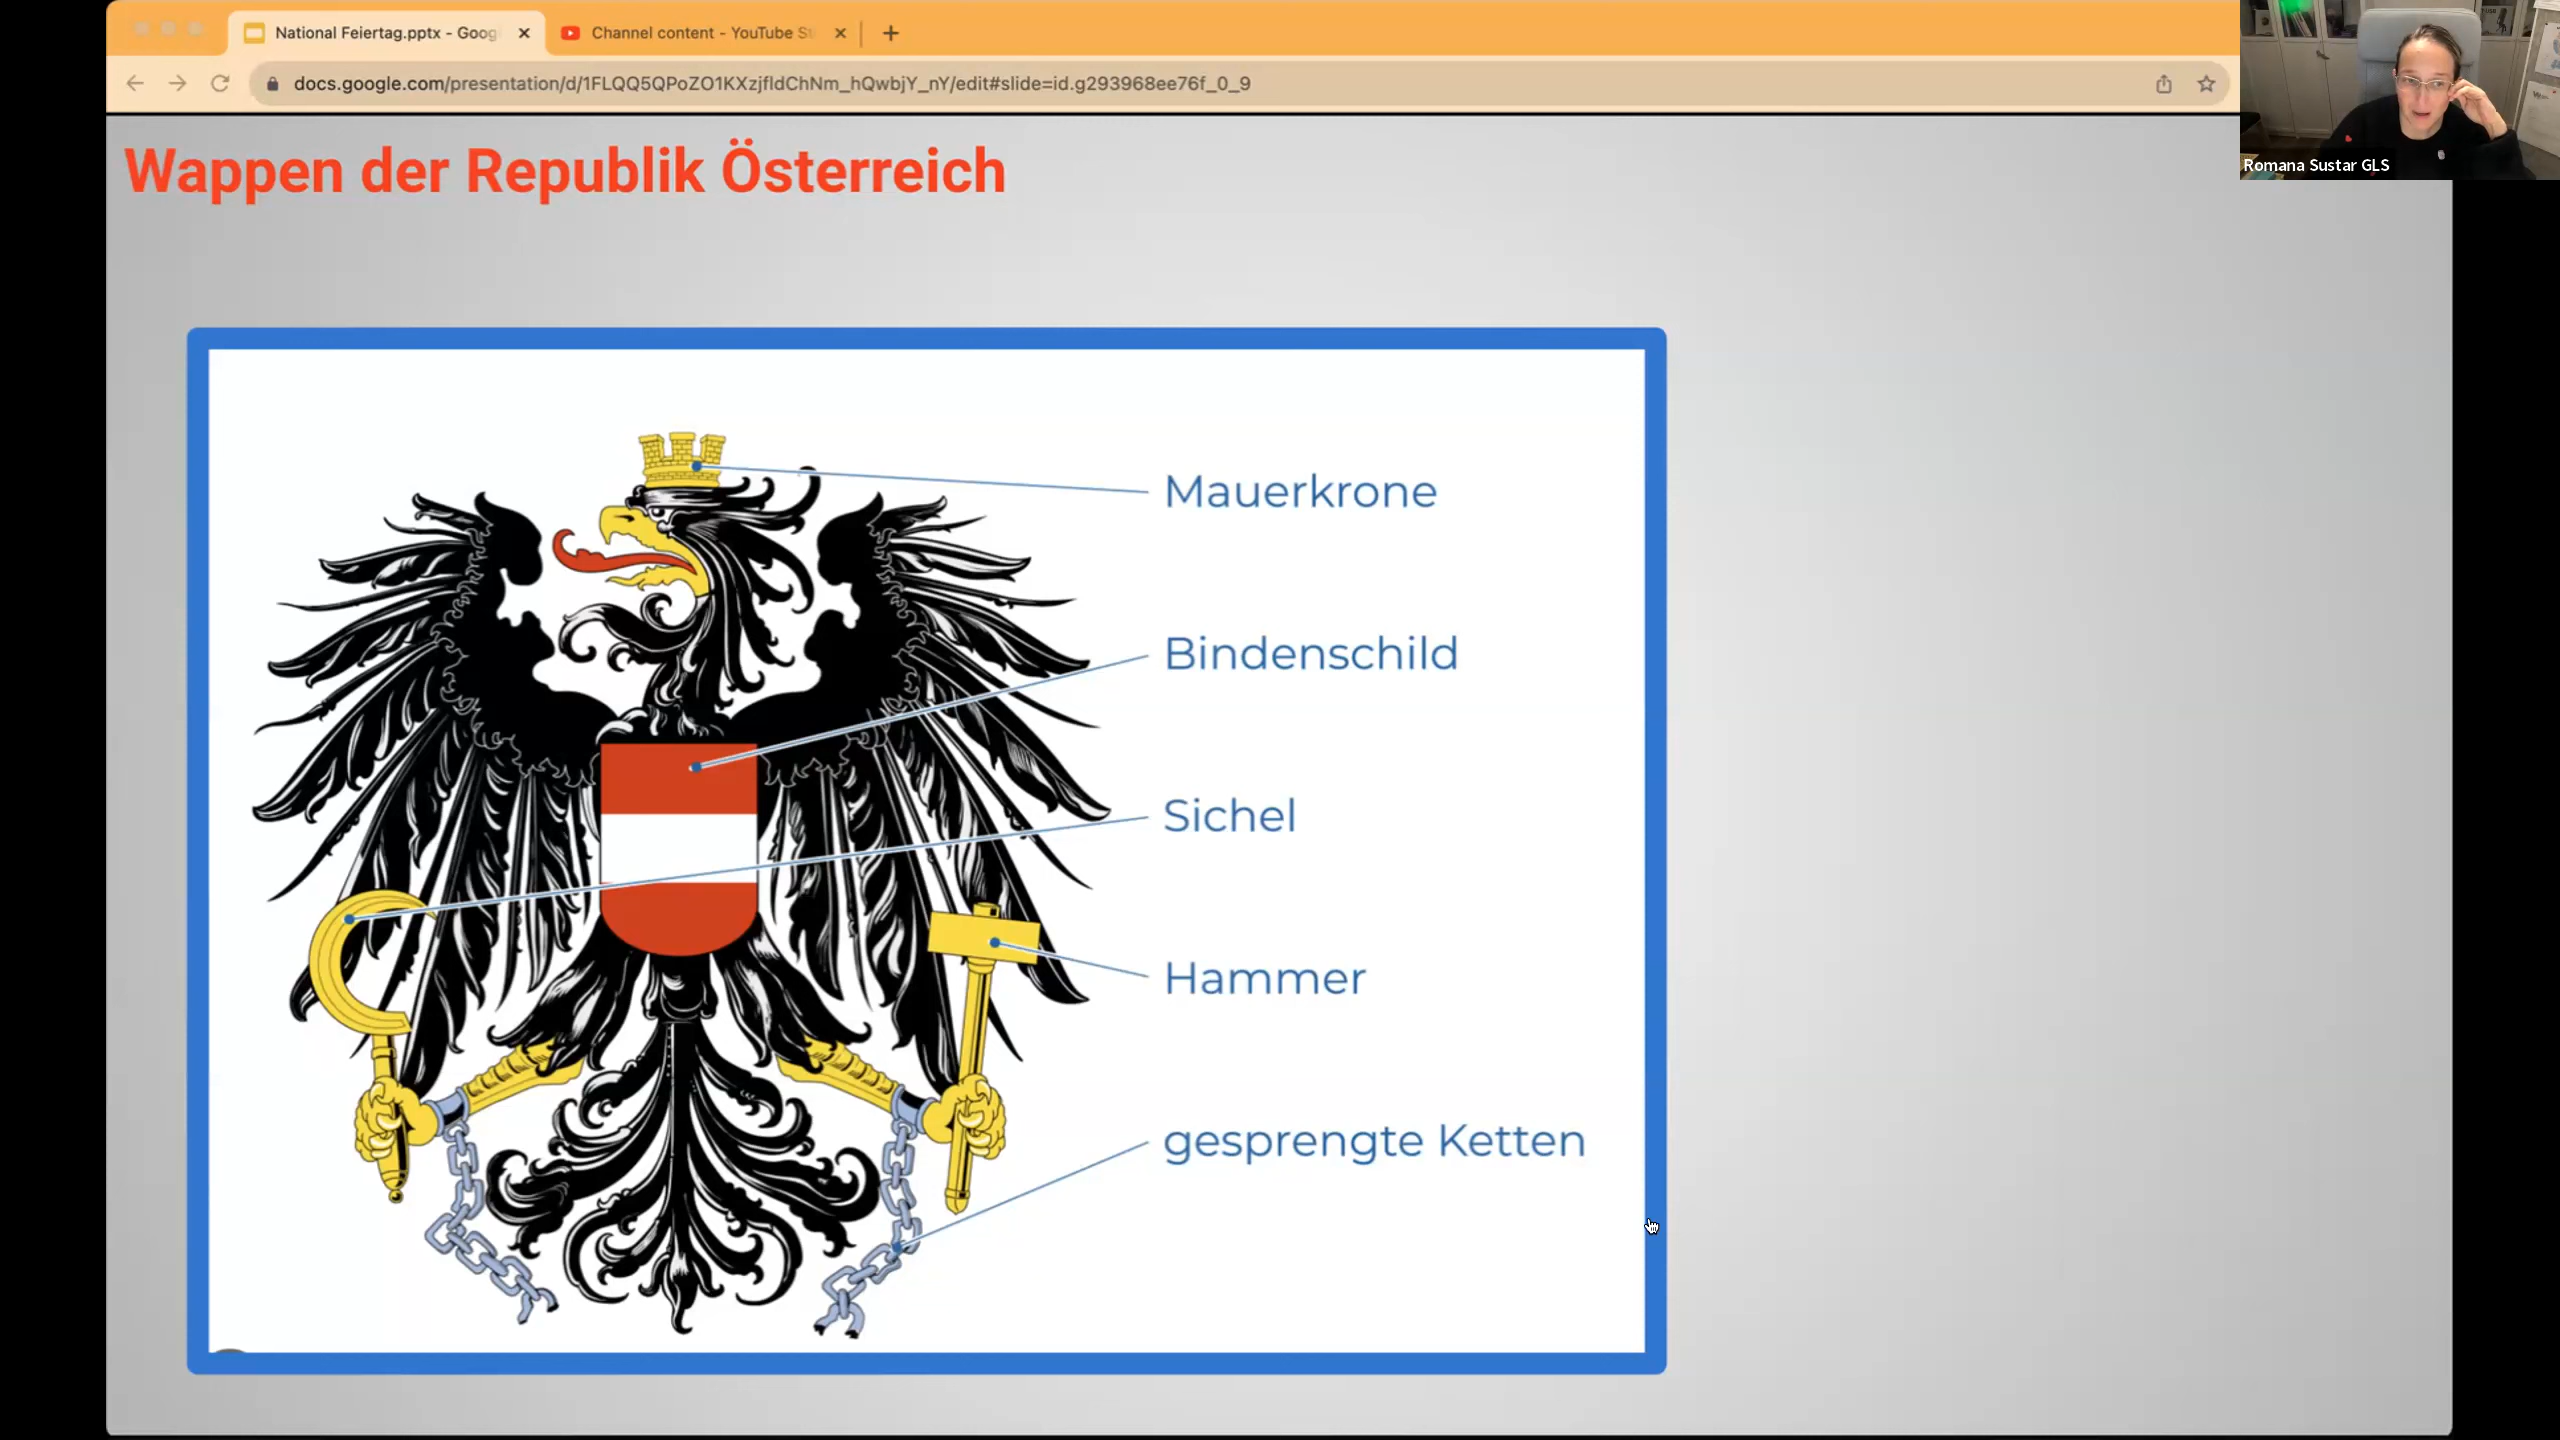 National Feiertag.pptx - Goog
Channel content - YouTube St
docs.google.com/presentation/d/1FLQQ5QPoZO1KXzjfldChNm_hQwbjY_nY/edit#slide=id.g293968ee76f_0_9
Romana Sustar GLS
Wappen der Republik Österreich
Mauerkrone
Bindenschild
Sichel
Hammer
gesprengte Ketten